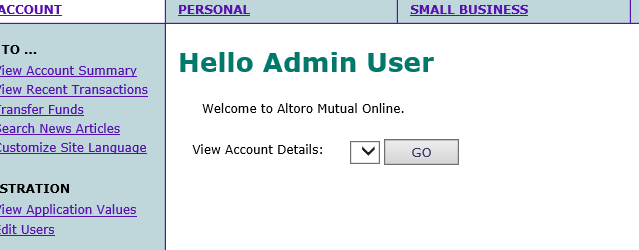 ACCOUNT PERSONAL SMALL BUSINESS
TO ...
View Account Summary
View Recent Transactions
Transfer Funds
Search News Articles
Customize Site Language
STRATION
View Application Values
Edit Users
Hello Admin User
Welcome to Altoro Mutual Online.
View Account Details: GO